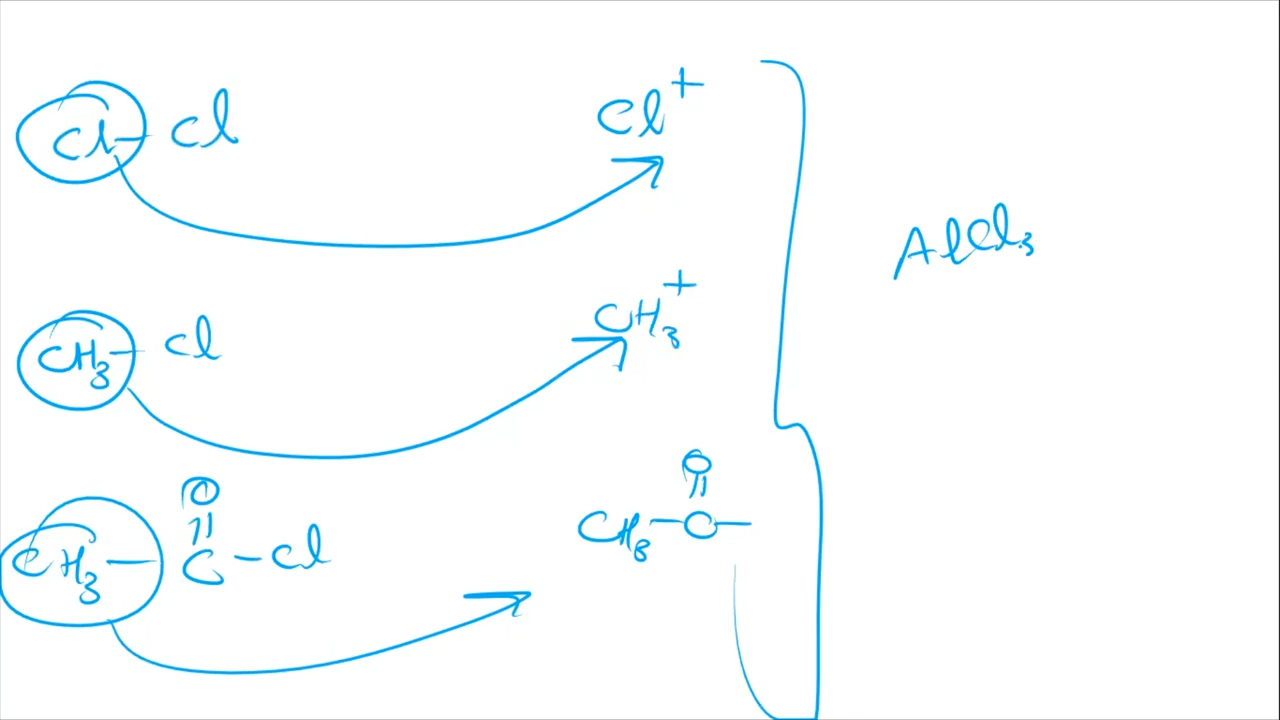 Cl-Cl Cl+
AlCl3
CH3-Cl CH3+
O O
|| ||
CH3-C-Cl CH3-C-